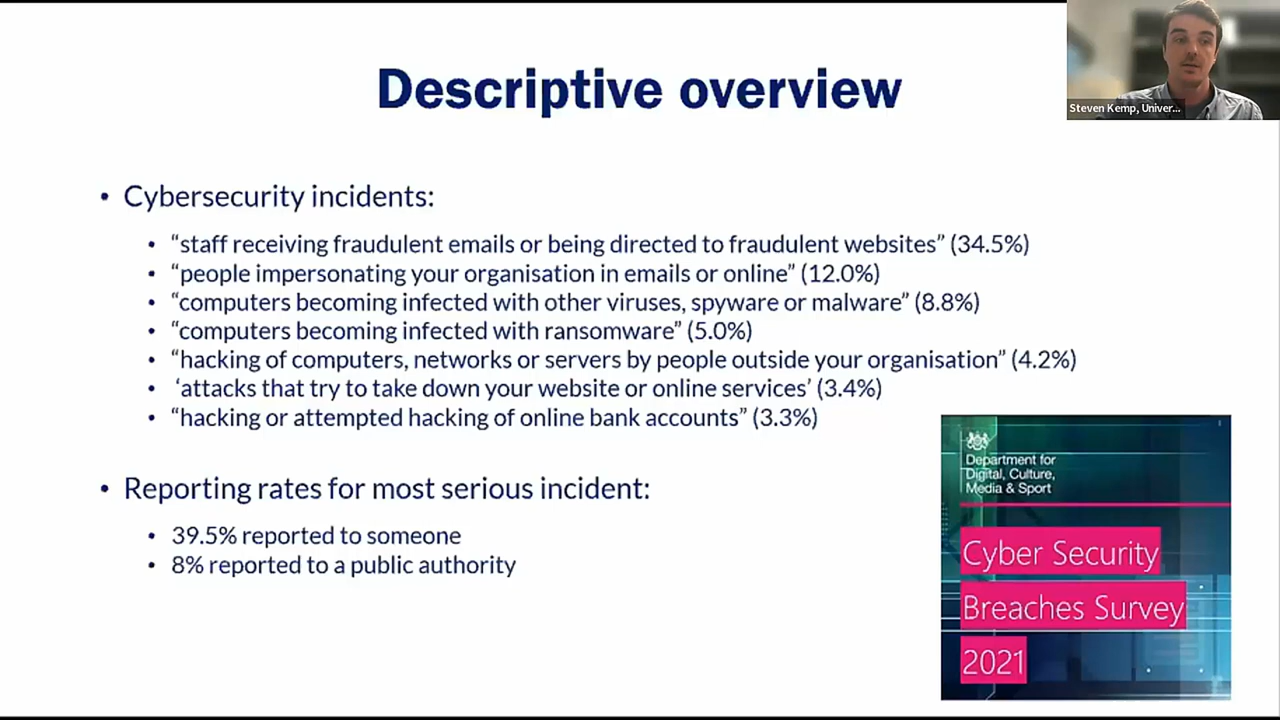 Descriptive overview
Steven Kemp, Univer...
• Cybersecurity incidents:
• “staff receiving fraudulent emails or being directed to fraudulent websites” (34.5%)
• “people impersonating your organisation in emails or online” (12.0%)
• “computers becoming infected with other viruses, spyware or malware” (8.8%)
• “computers becoming infected with ransomware” (5.0%)
• “hacking of computers, networks or servers by people outside your organisation” (4.2%)
• ‘attacks that try to take down your website or online services’ (3.4%)
• “hacking or attempted hacking of online bank accounts” (3.3%)
• Reporting rates for most serious incident:
• 39.5% reported to someone
• 8% reported to a public authority
Department for
Digital, Culture,
Media & Sport
Cyber Security
Breaches Survey
2021